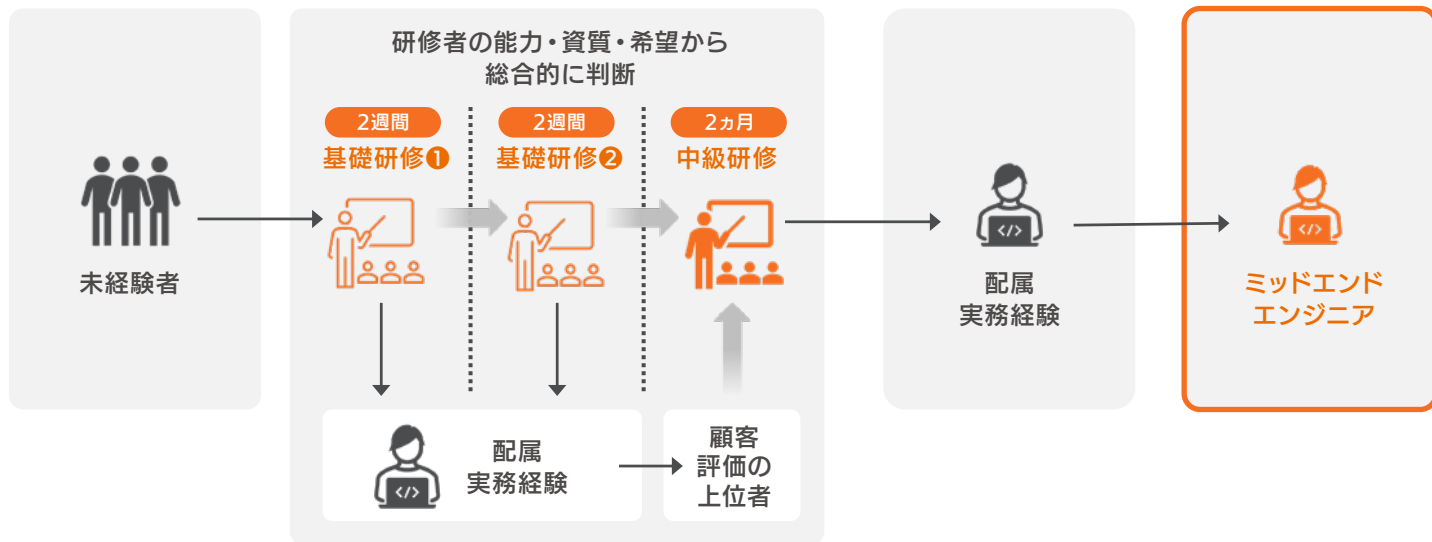 研修者の能力・資質・希望から
総合的に判断
2週間
基礎研修❶
2週間
基礎研修❷
2ヵ月
中級研修
未経験者
配属
実務経験
顧客
評価の
上位者
配属
実務経験
ミッドエンド
エンジニア